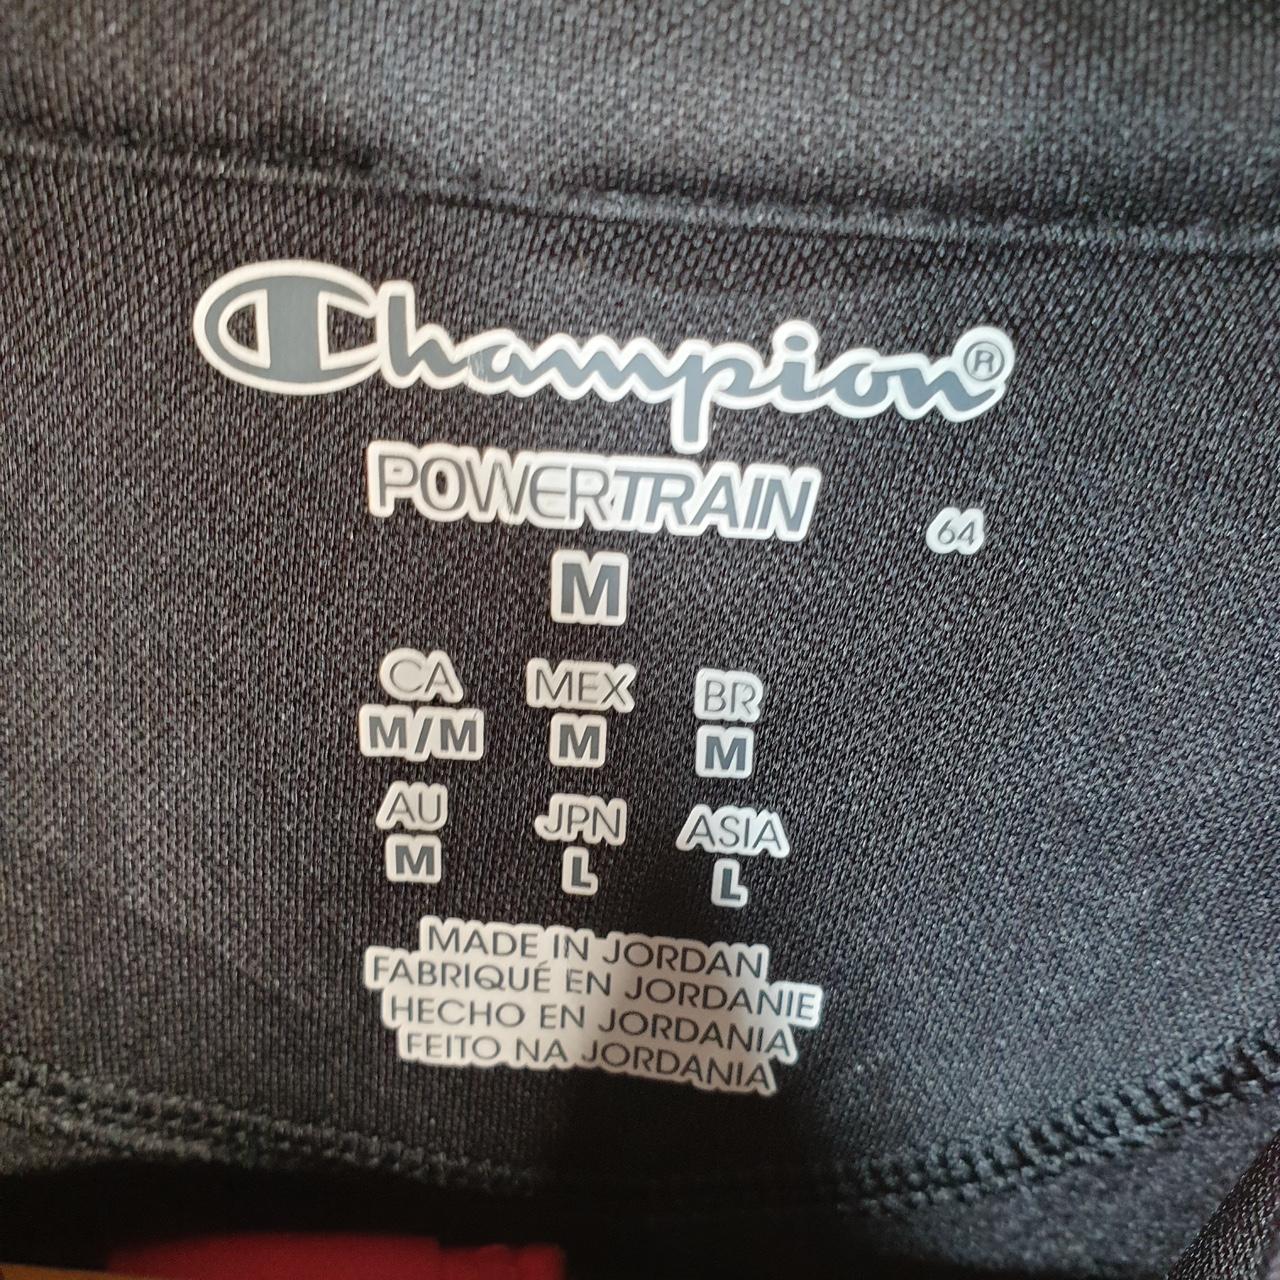 Champion®
POWERTRAIN
64
M
CA MEX BR
M/M M M
AU JPN ASIA
M L L
MADE IN JORDAN
FABRIQUÉ EN JORDANIE
HECHO EN JORDANIA
FEITO NA JORDANIA